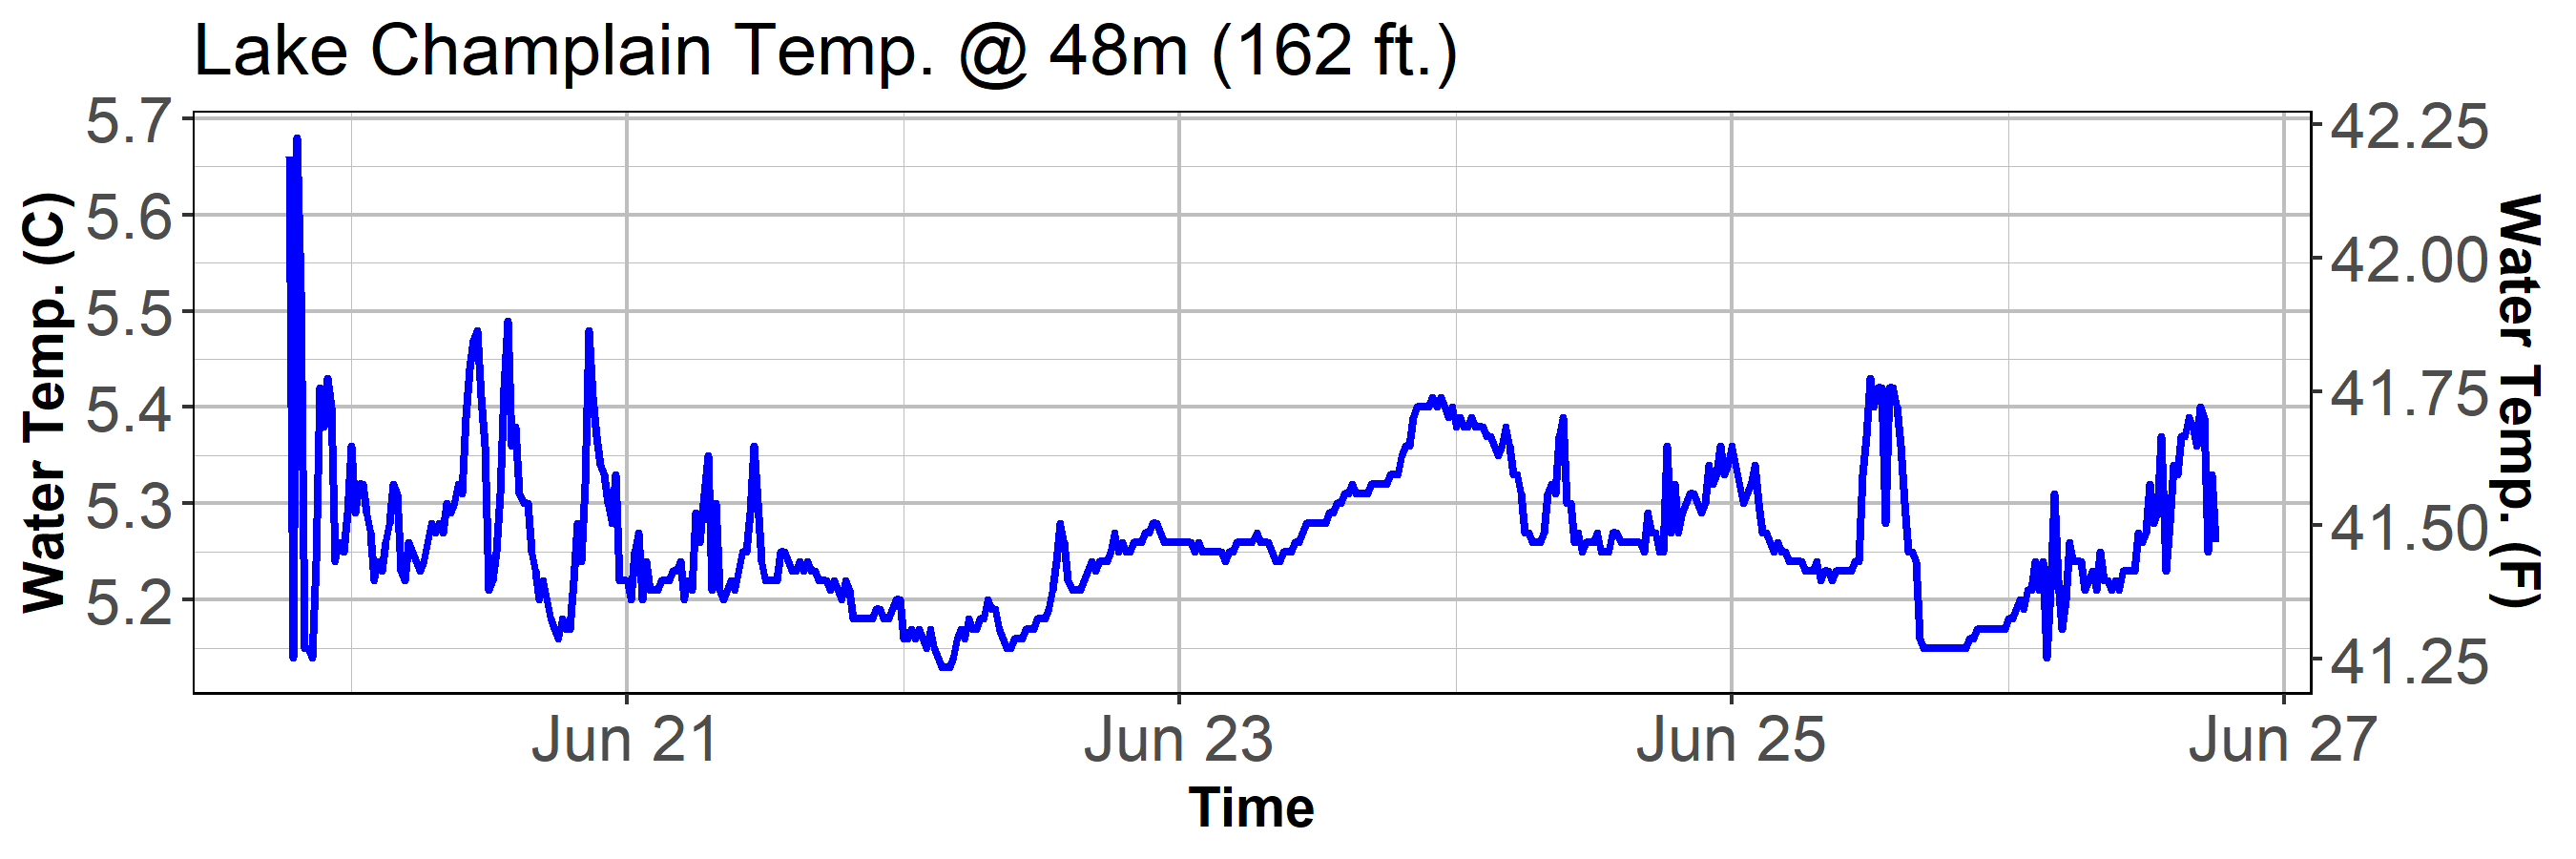 Lake Champlain Temp. @ 48m (162 ft.)
Water Temp. (C)
5.7
5.6
5.5
5.4
5.3
5.2
42.25
42.00
41.75
41.50
41.25
Water Temp. (F)
Jun 21 Jun 23 Jun 25 Jun 27
Time